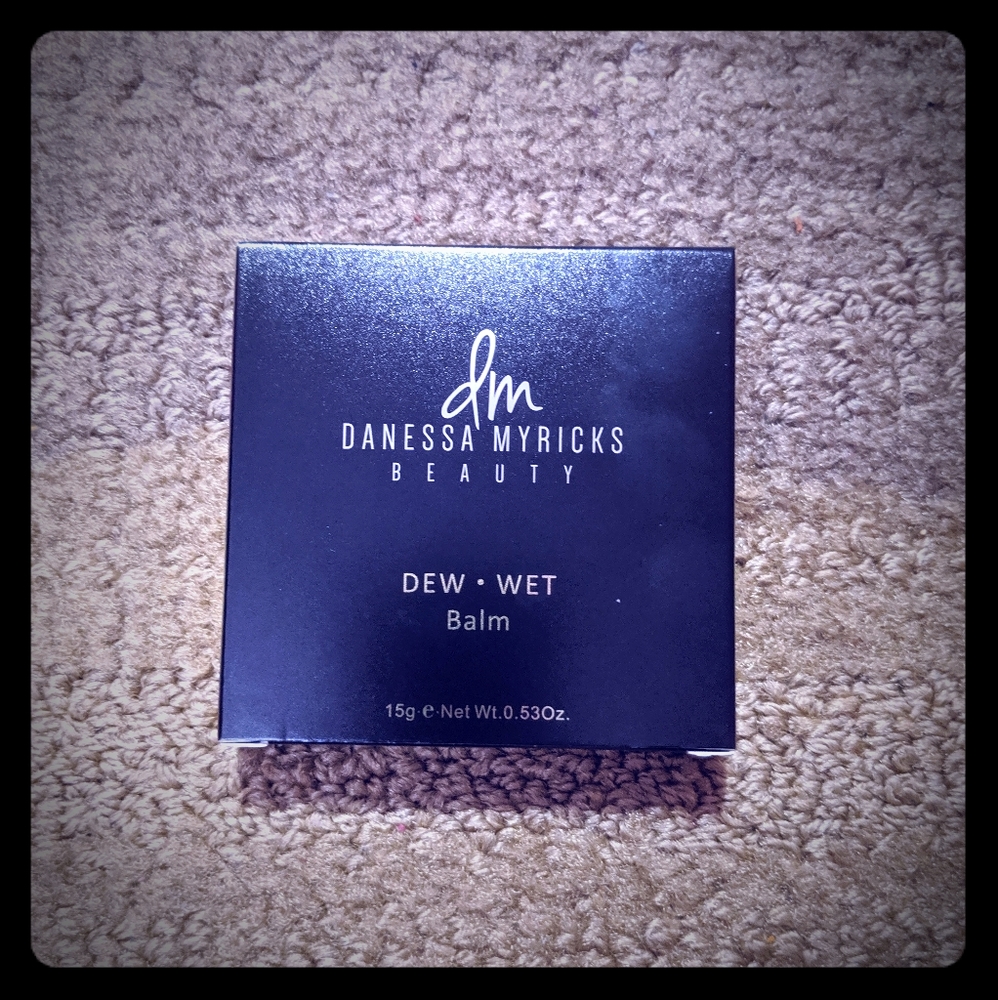 dm
DANESSA MYRICKS
BEAUTY
DEW • WET
Balm
15g ℮ Net Wt.0.53Oz.